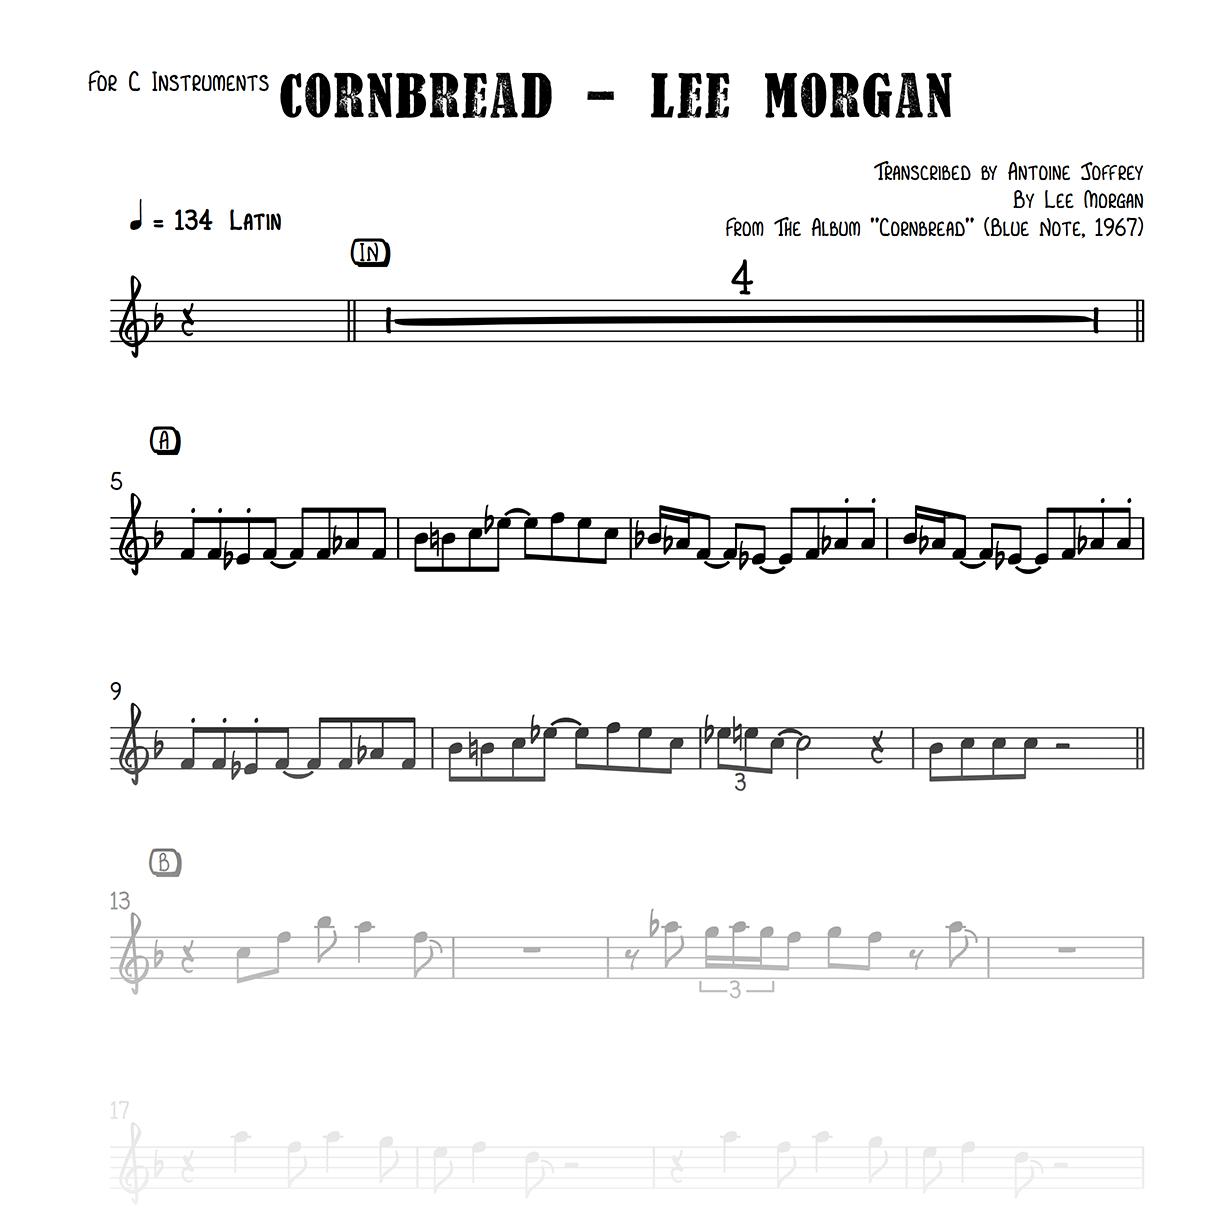 For C Instruments
Cornbread - Lee Morgan
Transcribed by Antoine Joffrey
By Lee Morgan
From The Album "Cornbread" (Blue Note, 1967)
= 134 Latin
In
4
A
5
9
3
B
13
3
17